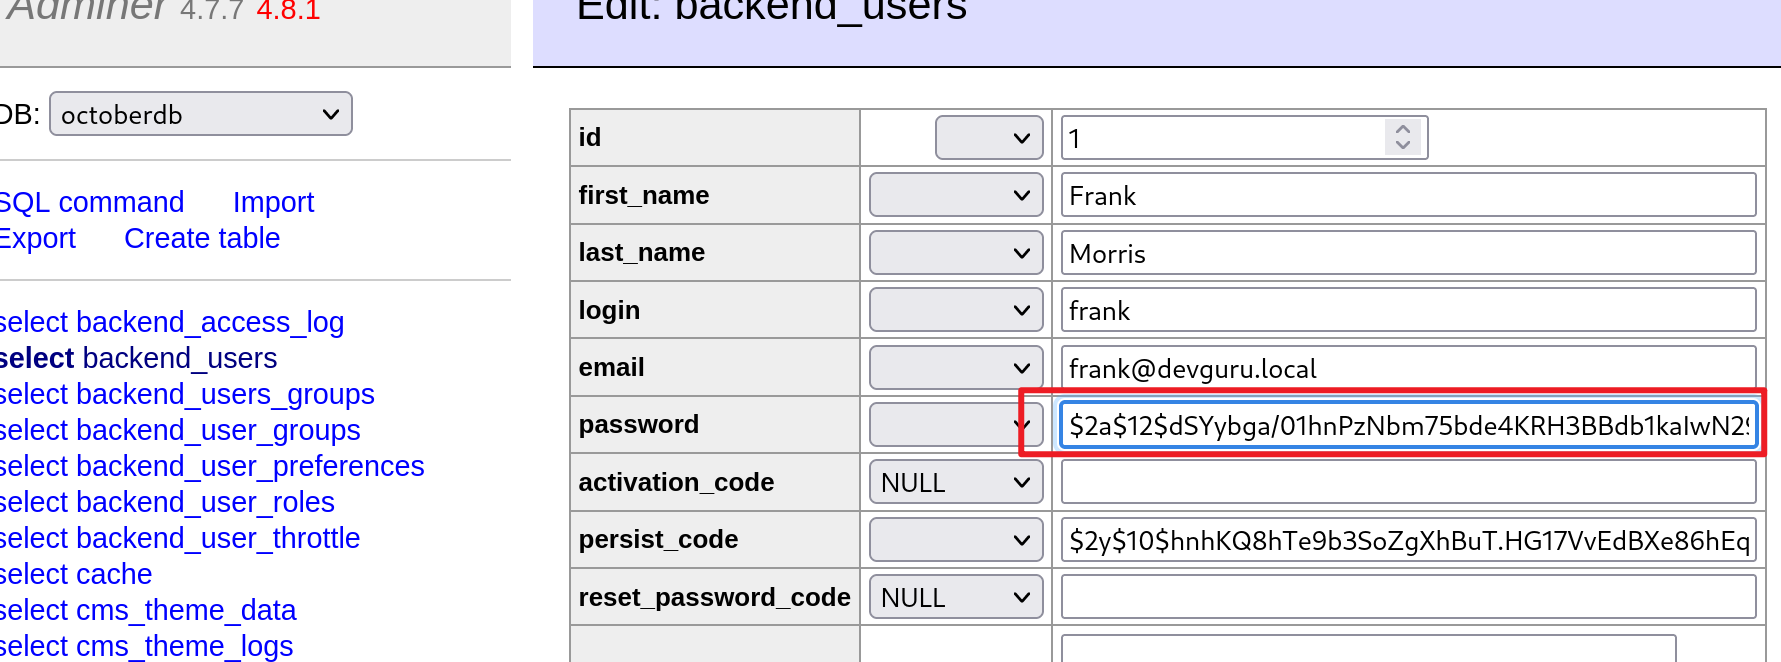 Adminer 4.7.7 4.8.1
Edit: backend_users
DB: octoberdb
SQL command Import
Export Create table
select backend_access_log
select backend_users
select backend_users_groups
select backend_user_groups
select backend_user_preferences
select backend_user_roles
select backend_user_throttle
select cache
select cms_theme_data
select cms_theme_logs
id 1
first_name Frank
last_name Morris
login frank
email frank@devguru.local
password $2a$12$dSYybga/01hnPzNbm75bde4KRH3BBdb1kaIwN29
activation_code NULL
persist_code $2y$10$hnhKQ8hTe9b3SoZgXhBuT.HG17VvEdBXe86hEq
reset_password_code NULL